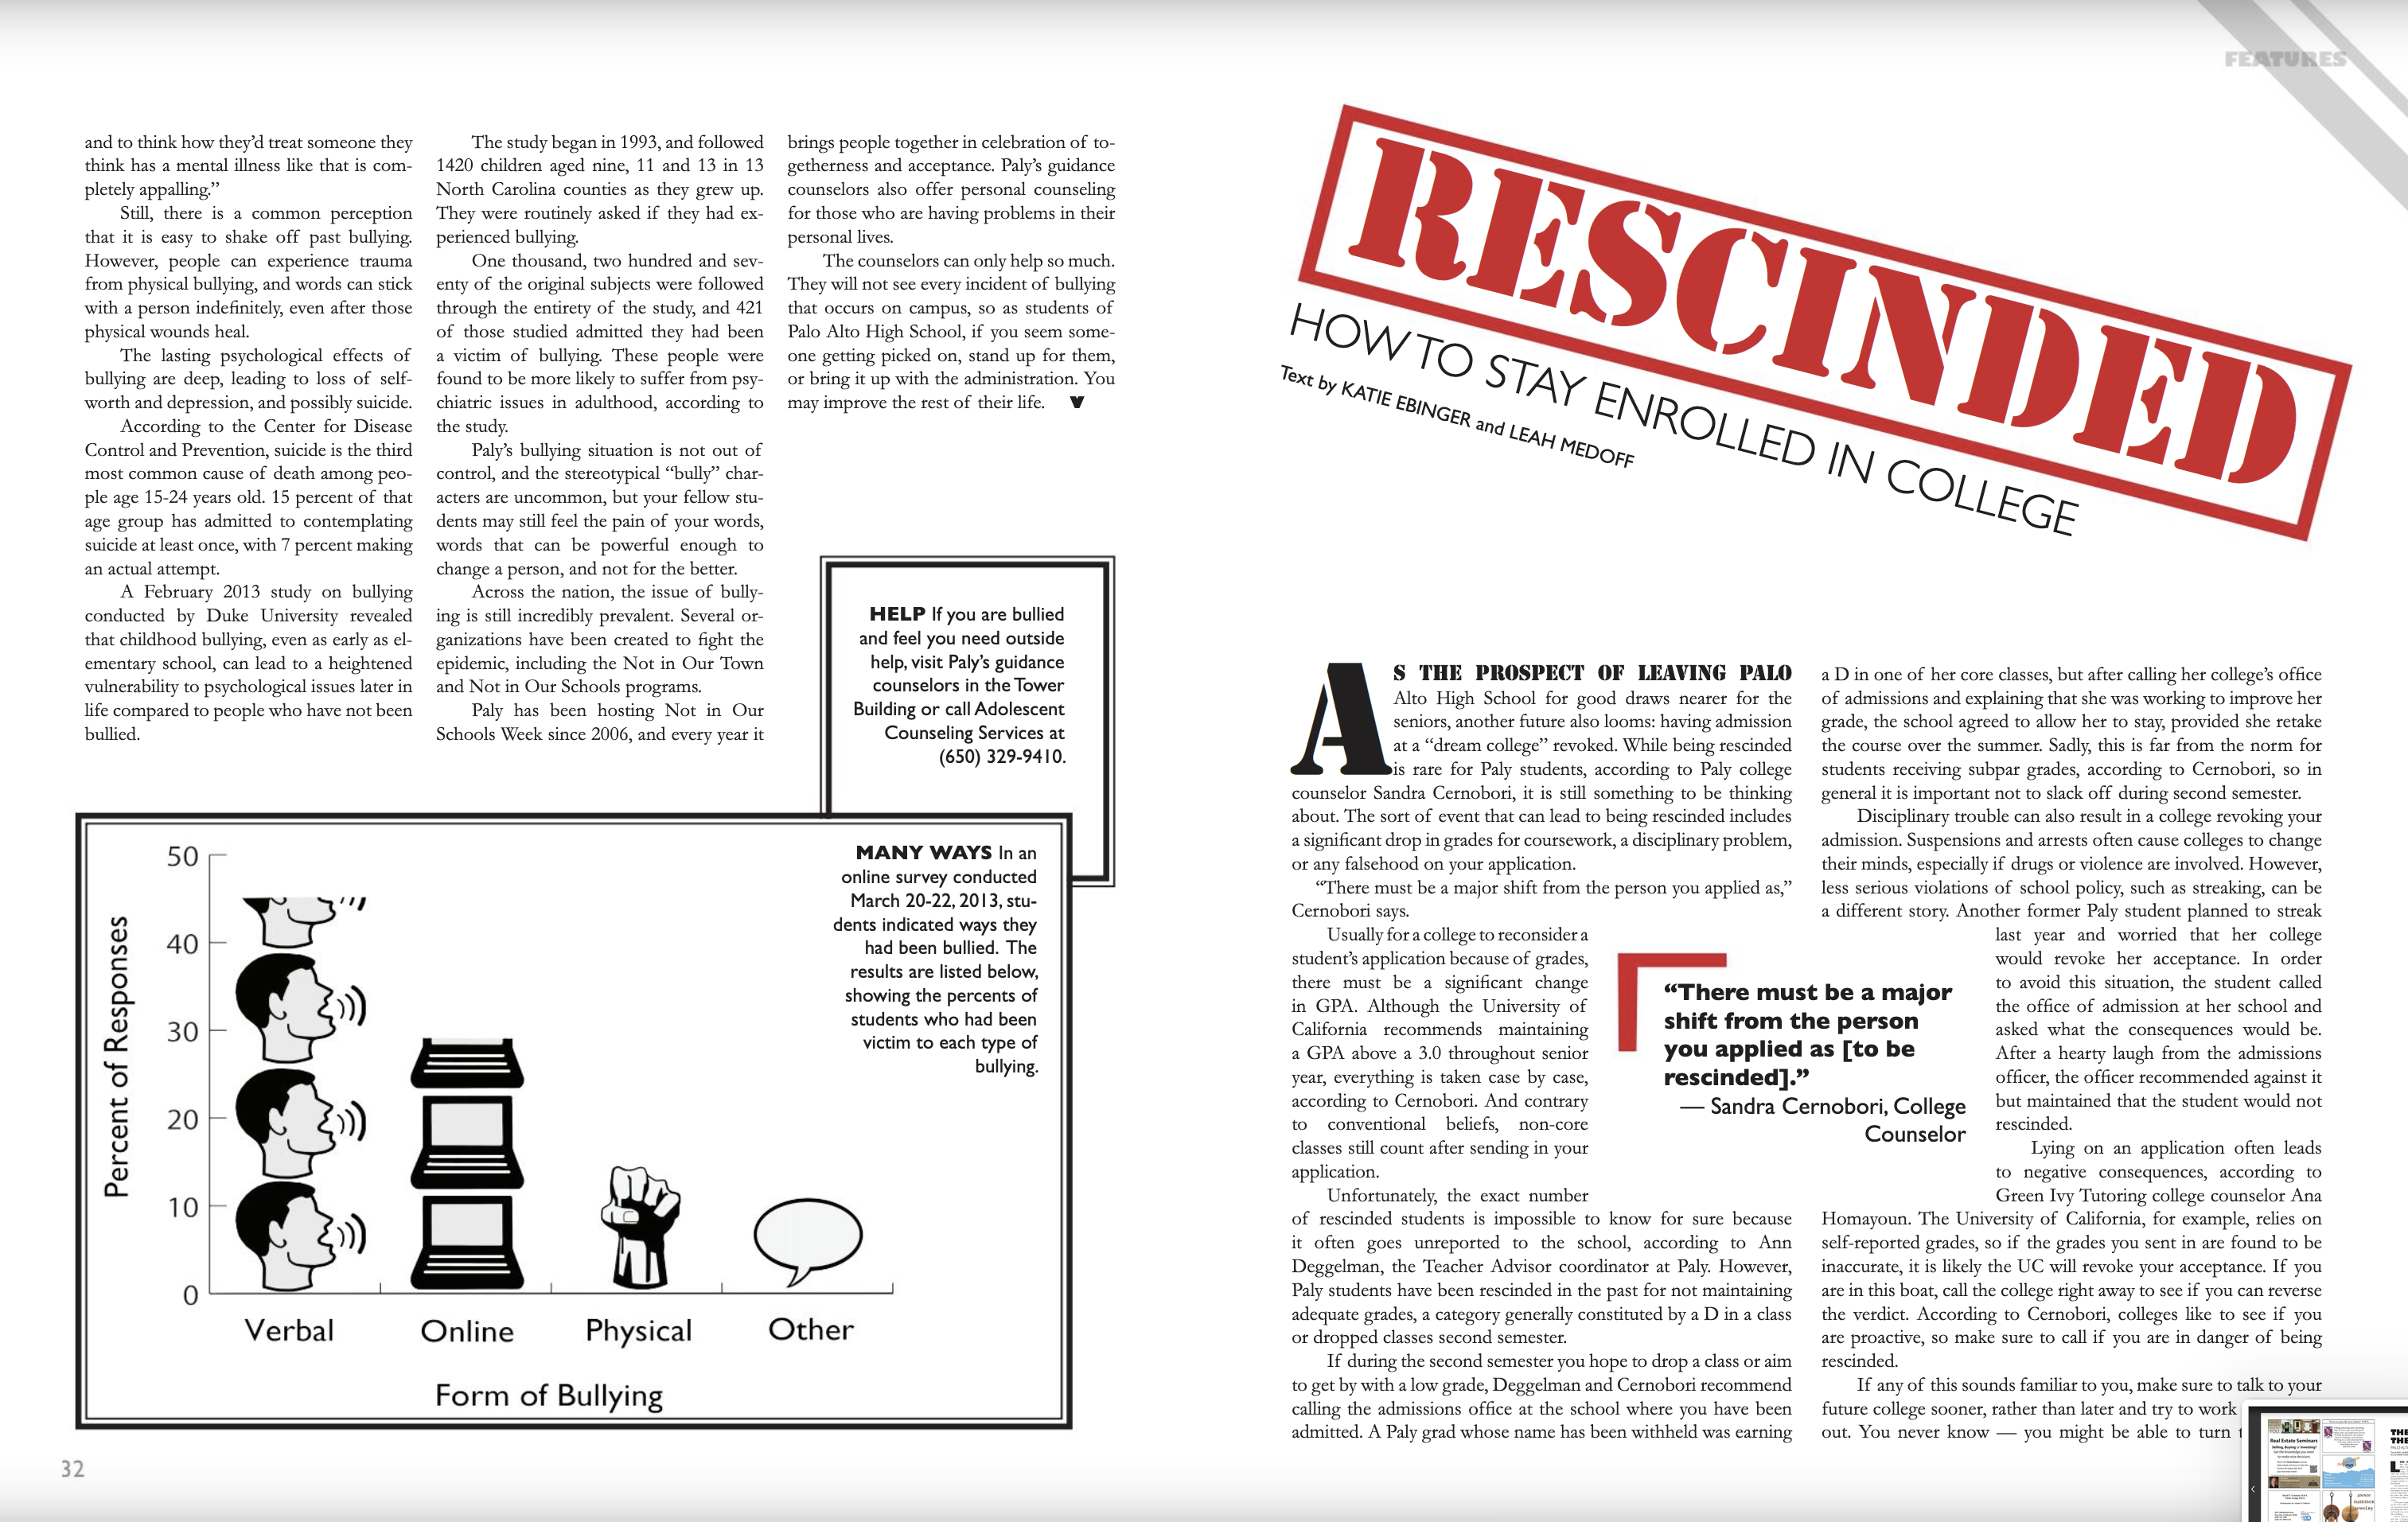 FEATURES
and to think how they’d treat someone they
think has a mental illness like that is com-
pletely appalling.”
Still, there is a common perception
that it is easy to shake off past bullying.
However, people can experience trauma
from physical bullying, and words can stick
with a person indefinitely, even after those
physical wounds heal.
The lasting psychological effects of
bullying are deep, leading to loss of self-
worth and depression, and possibly suicide.
According to the Center for Disease
Control and Prevention, suicide is the third
most common cause of death among peo-
ple age 15-24 years old. 15 percent of that
age group has admitted to contemplating
suicide at least once, with 7 percent making
an actual attempt.
A February 2013 study on bullying
conducted by Duke University revealed
that childhood bullying, even as early as el-
ementary school, can lead to a heightened
vulnerability to psychological issues later in
life compared to people who have not been
bullied.
The study began in 1993, and followed
1420 children aged nine, 11 and 13 in 13
North Carolina counties as they grew up.
They were routinely asked if they had ex-
perienced bullying.
One thousand, two hundred and sev-
enty of the original subjects were followed
through the entirety of the study, and 421
of those studied admitted they had been
a victim of bullying. These people were
found to be more likely to suffer from psy-
chiatric issues in adulthood, according to
the study.
Paly’s bullying situation is not out of
control, and the stereotypical “bully” char-
acters are uncommon, but your fellow stu-
dents may still feel the pain of your words,
words that can be powerful enough to
change a person, and not for the better.
Across the nation, the issue of bully-
ing is still incredibly prevalent. Several or-
ganizations have been created to fight the
epidemic, including the Not in Our Town
and Not in Our Schools programs.
Paly has been hosting Not in Our
Schools Week since 2006, and every year it
brings people together in celebration of to-
getherness and acceptance. Paly’s guidance
counselors also offer personal counseling
for those who are having problems in their
personal lives.
The counselors can only help so much.
They will not see every incident of bullying
that occurs on campus, so as students of
Palo Alto High School, if you seem some-
one getting picked on, stand up for them,
or bring it up with the administration. You
may improve the rest of their life.
HELP If you are bullied
and feel you need outside
help, visit Paly’s guidance
counselors in the Tower
Building or call Adolescent
Counseling Services at
(650) 329-9410.
MANY WAYS In an
online survey conducted
March 20-22, 2013, stu-
dents indicated ways they
had been bullied. The
results are listed below,
showing the percents of
students who had been
victim to each type of
bullying.
Percent of Responses
50
40
30
20
10
0
Verbal
Online
Physical
Other
Form of Bullying
32
RESCINDED
HOW TO STAY ENROLLED IN COLLEGE
Text by KATIE EBINGER and LEAH MEDOFF
AS THE PROSPECT OF LEAVING PALO
Alto High School for good draws nearer for the
seniors, another future also looms: having admission
at a “dream college” revoked. While being rescinded
is rare for Paly students, according to Paly college
counselor Sandra Cernobori, it is still something to be thinking
about. The sort of event that can lead to being rescinded includes
a significant drop in grades for coursework, a disciplinary problem,
or any falsehood on your application.
“There must be a major shift from the person you applied as,”
Cernobori says.
Usually for a college to reconsider a
student’s application because of grades,
there must be a significant change
in GPA. Although the University of
California recommends maintaining
a GPA above a 3.0 throughout senior
year, everything is taken case by case,
according to Cernobori. And contrary
to conventional beliefs, non-core
classes still count after sending in your
application.
Unfortunately, the exact number
of rescinded students is impossible to know for sure because
it often goes unreported to the school, according to Ann
Deggelman, the Teacher Advisor coordinator at Paly. However,
Paly students have been rescinded in the past for not maintaining
adequate grades, a category generally constituted by a D in a class
or dropped classes second semester.
If during the second semester you hope to drop a class or aim
to get by with a low grade, Deggelman and Cernobori recommend
calling the admissions office at the school where you have been
admitted. A Paly grad whose name has been withheld was earning
“There must be a major
shift from the person
you applied as [to be
rescinded].”
— Sandra Cernobori, College
Counselor
a D in one of her core classes, but after calling her college’s office
of admissions and explaining that she was working to improve her
grade, the school agreed to allow her to stay, provided she retake
the course over the summer. Sadly, this is far from the norm for
students receiving subpar grades, according to Cernobori, so in
general it is important not to slack off during second semester.
Disciplinary trouble can also result in a college revoking your
admission. Suspensions and arrests often cause colleges to change
their minds, especially if drugs or violence are involved. However,
less serious violations of school policy, such as streaking, can be
a different story. Another former Paly student planned to streak
last year and worried that her college
would revoke her acceptance. In order
to avoid this situation, the student called
the office of admission at her school and
asked what the consequences would be.
After a hearty laugh from the admissions
officer, the officer recommended against it
but maintained that the student would not
rescinded.
Lying on an application often leads
to negative consequences, according to
Green Ivy Tutoring college counselor Ana
Homayoun. The University of California, for example, relies on
self-reported grades, so if the grades you sent in are found to be
inaccurate, it is likely the UC will revoke your acceptance. If you
are in this boat, call the college right away to see if you can reverse
the verdict. According to Cernobori, colleges like to see if you
are proactive, so make sure to call if you are in danger of being
rescinded.
If any of this sounds familiar to you, make sure to talk to your
future college sooner, rather than later and try to work
out. You never know — you might be able to turn
Real Estate Seminars